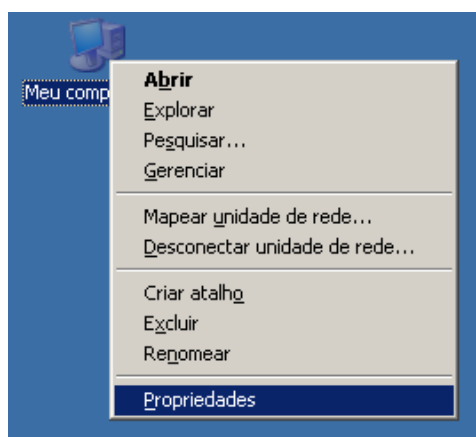 Meu comp
Abrir
Explorar
Pesquisar...
Gerenciar
Mapear unidade de rede...
Desconectar unidade de rede...
Criar atalho
Excluir
Renomear
Propriedades